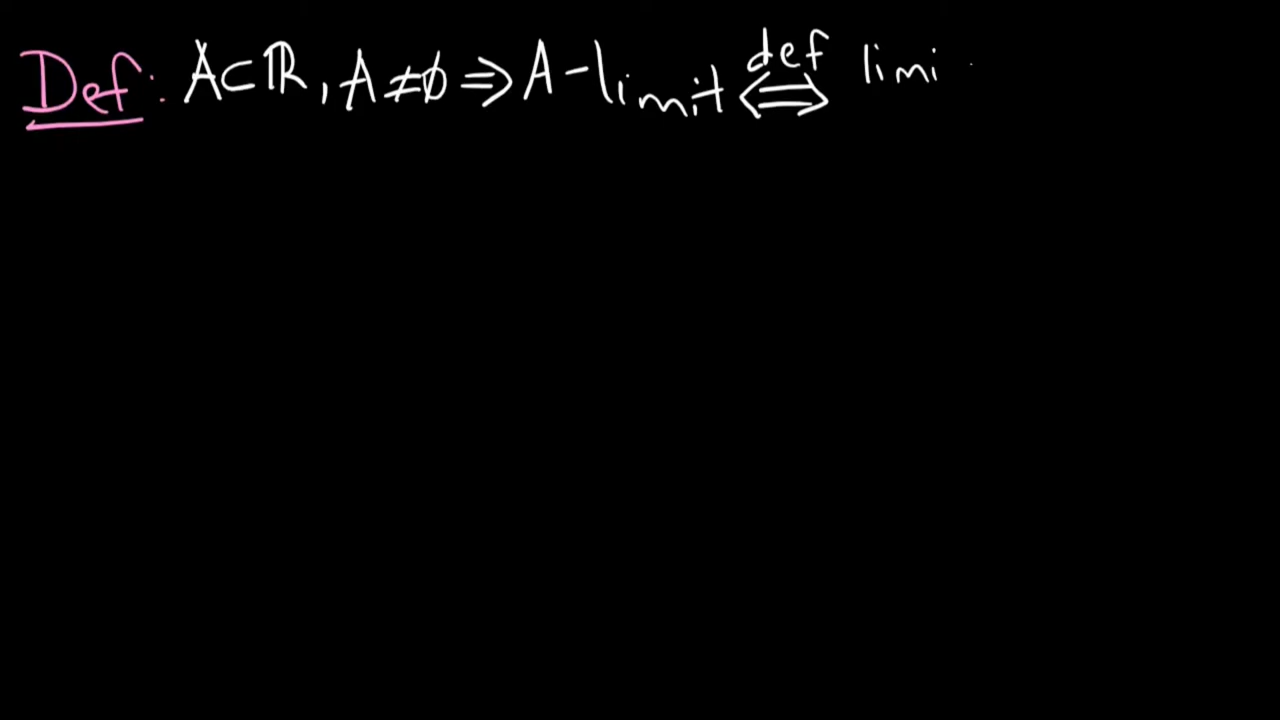 Def: A⊂ℝ, A≠∅ ⇒ A-limit def⇔ limi